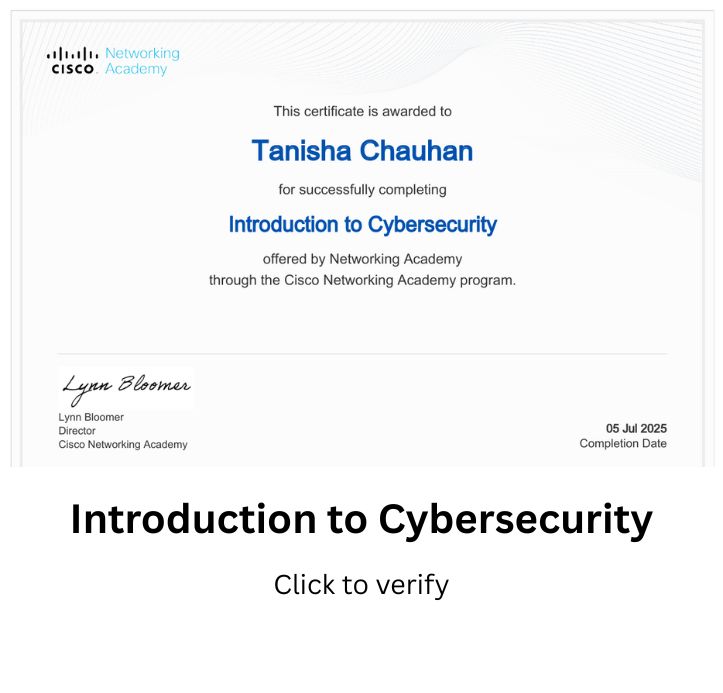 Networking
CISCO Academy
This certificate is awarded to
Tanisha Chauhan
for successfully completing
Introduction to Cybersecurity
offered by Networking Academy
through the Cisco Networking Academy program.
Lynn Bloomer
Lynn Bloomer
Director
Cisco Networking Academy
05 Jul 2025
Completion Date
Introduction to Cybersecurity
Click to verify